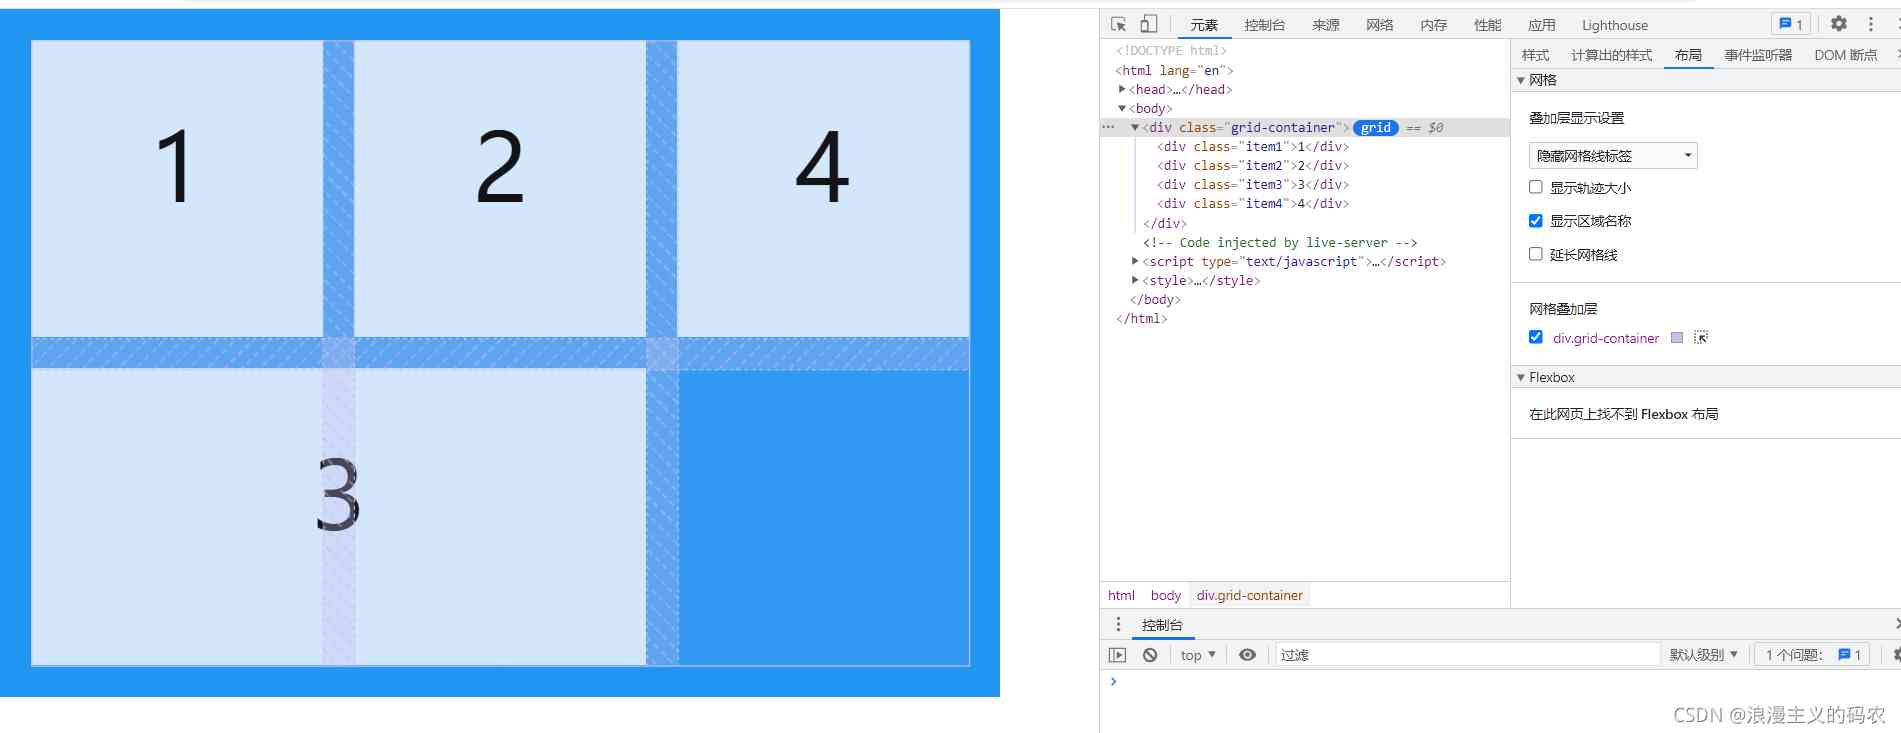 1
2
4
3
元素 控制台 来源 网络 内存 性能 应用 Lighthouse 1
<!DOCTYPE html>
<html lang="en">
<head>…</head>
<body>
<div class="grid-container"> grid == $0
<div class="item1">1</div>
<div class="item2">2</div>
<div class="item3">3</div>
<div class="item4">4</div>
</div>
<!-- Code injected by live-server -->
<script type="text/javascript">…</script>
<style>…</style>
</body>
</html>
html body div.grid-container
样式 计算出的样式 布局 事件监听器 DOM 断点
网格
叠加层显示设置
隐藏网格线标签
显示轨迹大小
显示区域名称
延长网格线
网格叠加层
div.grid-container
Flexbox
在此网页上找不到 Flexbox 布局
控制台
top 过滤 默认级别 1 个问题: 1
CSDN @浪漫主义的码农